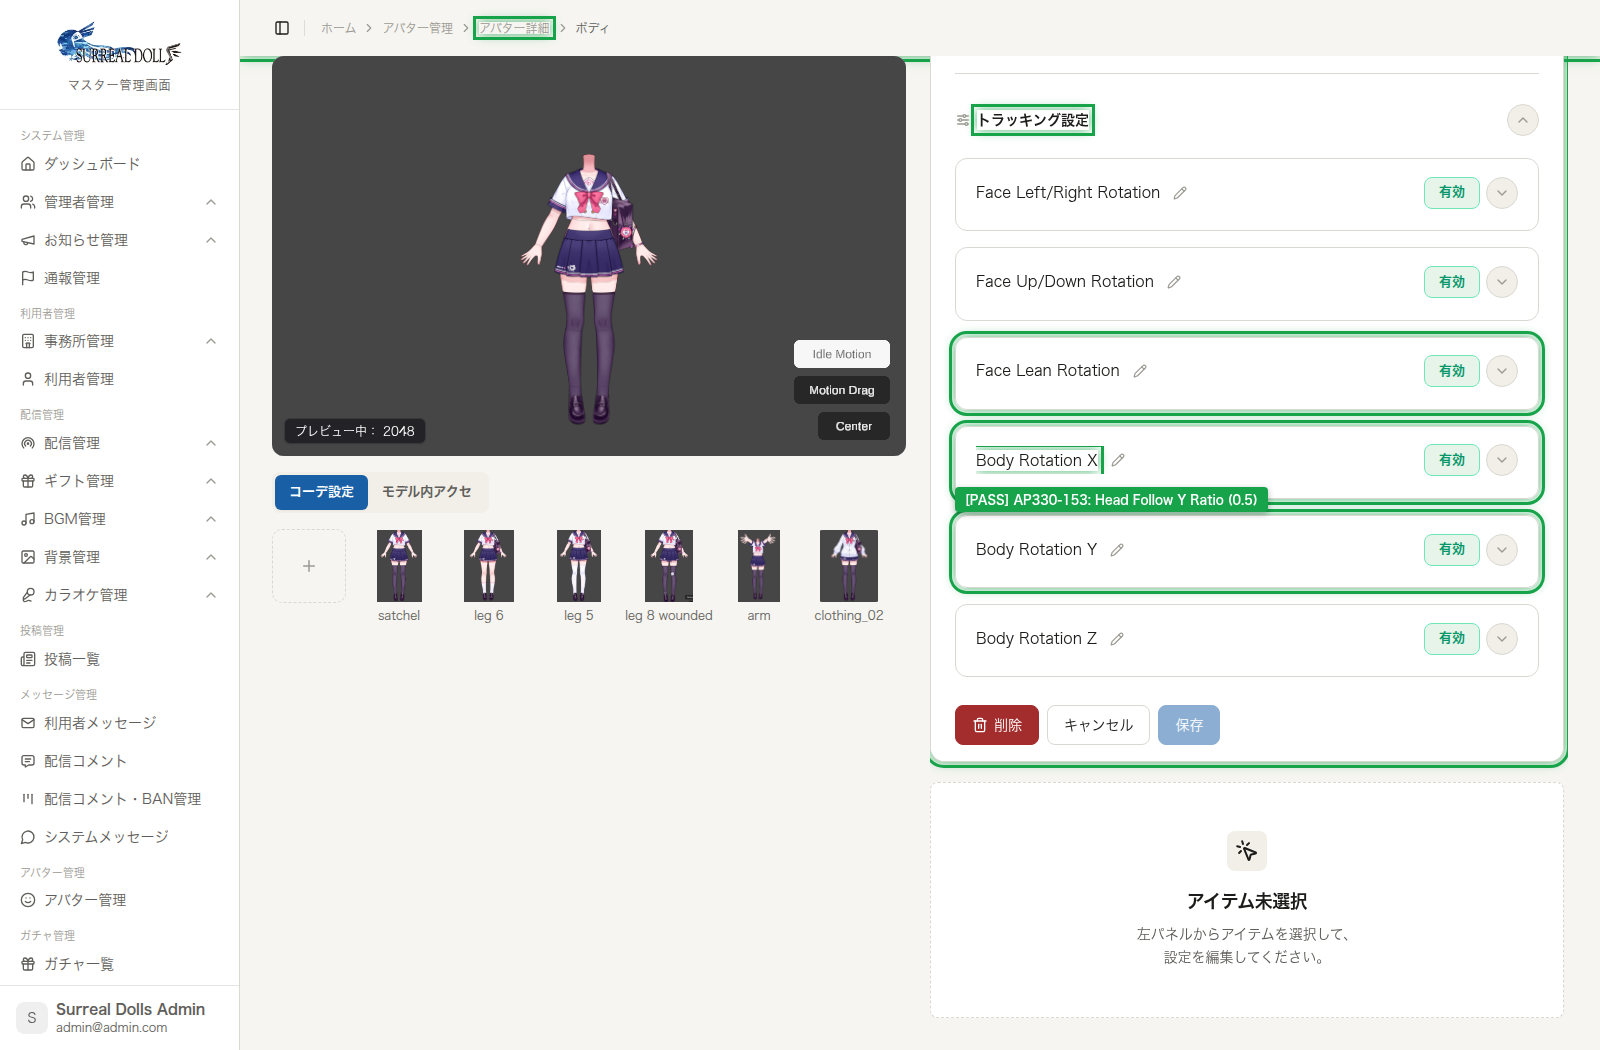 SURREAL DOLL
マスター管理画面
システム管理
ダッシュボード
管理者管理
お知らせ管理
通報管理
利用者管理
事務所管理
利用者管理
配信管理
配信管理
ギフト管理
BGM管理
背景管理
カラオケ管理
投稿管理
投稿一覧
メッセージ管理
利用者メッセージ
配信コメント
配信コメント・BAN管理
システムメッセージ
アバター管理
アバター管理
ガチャ管理
ガチャ一覧
S
Surreal Dolls Admin
admin@admin.com
ホーム > アバター管理 > アバター詳細 > ボディ
Idle Motion
Motion Drag
Center
プレビュー中： 2048
コーデ設定 モデル内アクセ
satchel leg 6 leg 5 leg 8 wounded arm clothing_02
トラッキング設定
Face Left/Right Rotation 有効
Face Up/Down Rotation 有効
Face Lean Rotation 有効
Body Rotation X 有効
[PASS] AP330-153: Head Follow Y Ratio (0.5)
Body Rotation Y 有効
Body Rotation Z 有効
削除 キャンセル 保存
アイテム未選択
左パネルからアイテムを選択して、
設定を編集してください。